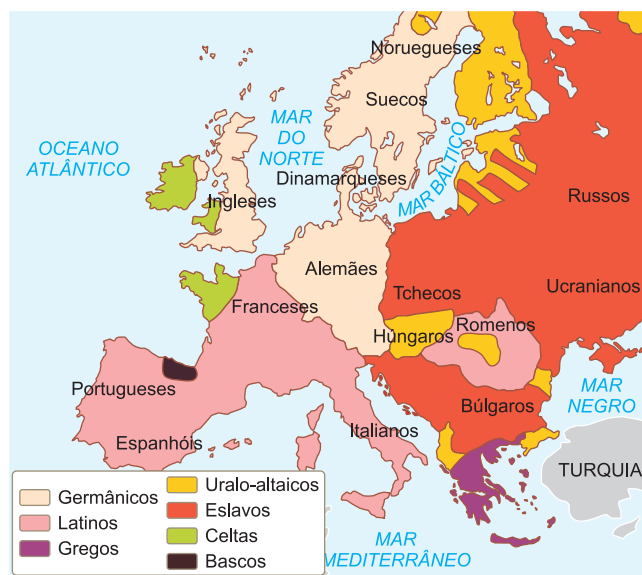 Noruegueses
Suecos
MAR
DO
NORTE
OCEANO
ATLÂNTICO
MAR BÁLTICO
Dinamarqueses
Ingleses
Russos
Alemães
Tchecos
Ucranianos
Franceses
Húngaros
Romenos
Portugueses
Búlgaros
MAR
NEGRO
Espanhóis
Italianos
TURQUIA
MAR
MEDITERRÂNEO
Germânicos
Latinos
Gregos
Uralo-altaicos
Eslavos
Celtas
Bascos